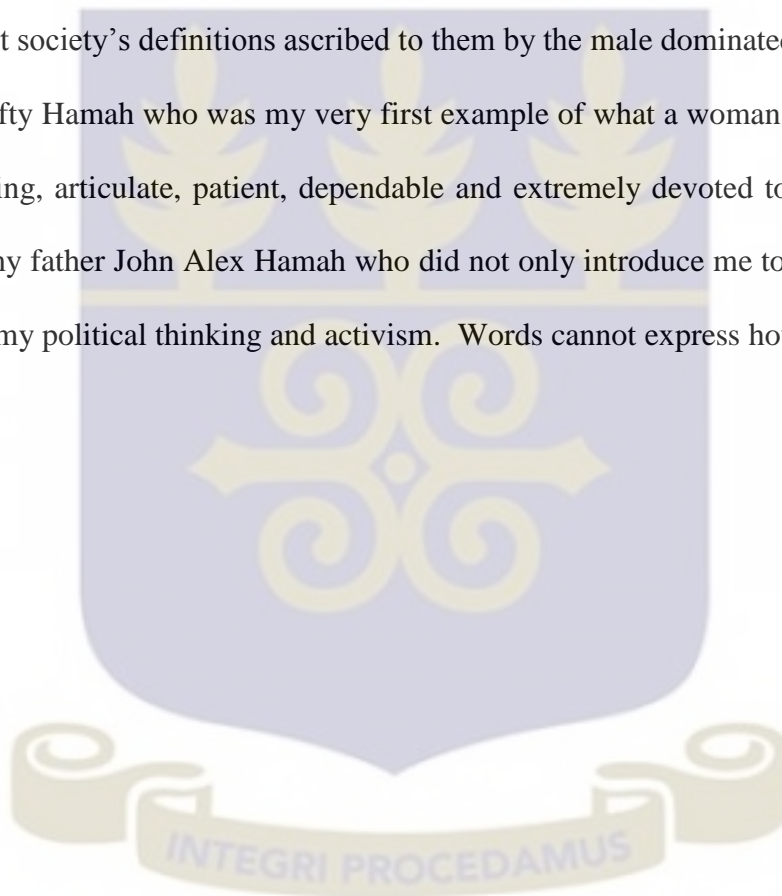 t society’s definitions ascribed to them by the male dominated
fty Hamah who was my very first example of what a woman
ing, articulate, patient, dependable and extremely devoted to
ny father John Alex Hamah who did not only introduce me to
my political thinking and activism.  Words cannot express ho
INTEGRI PROCEDAMUS